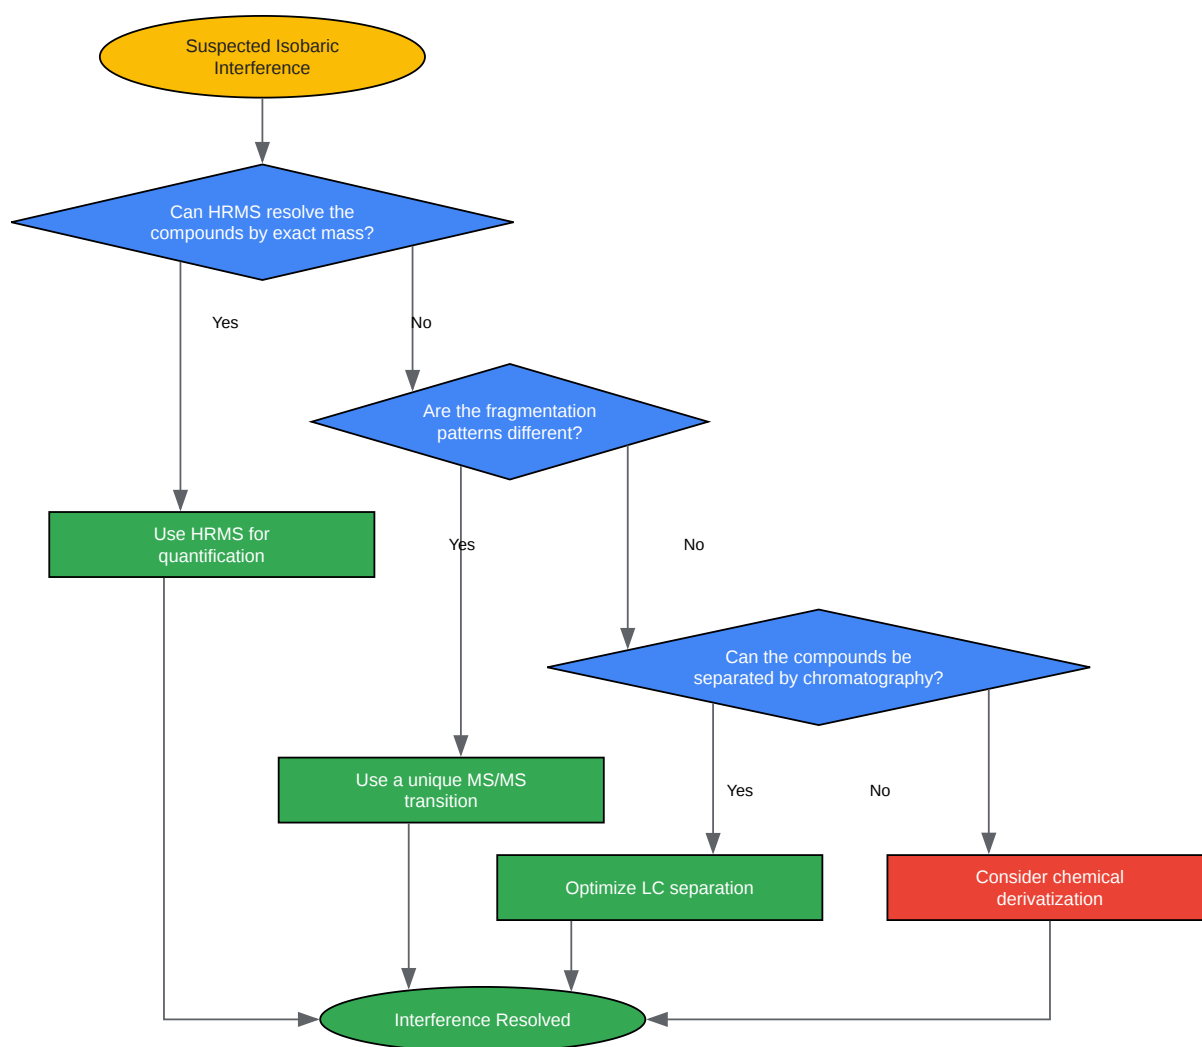 Suspected Isobaric
Interference
Can HRMS resolve the
compounds by exact mass?
Yes
No
Are the fragmentation
patterns different?
Use HRMS for
quantification
Yes
No
Can the compounds be
separated by chromatography?
Use a unique MS/MS
transition
Yes
No
Optimize LC separation
Consider chemical
derivatization
Interference Resolved